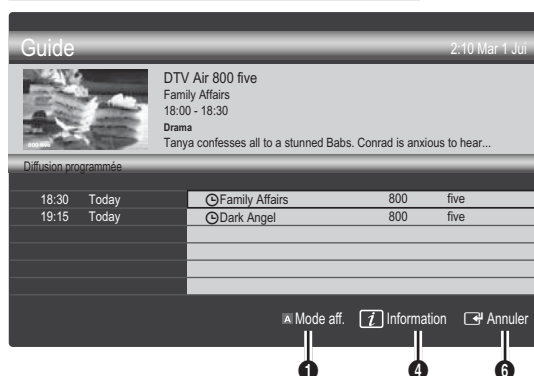 Guide 2:10 Mar 1 Jui
DTV Air 800 five
Family Affairs
18:00 - 18:30
Drama
Tanya confesses all to a stunned Babs. Conrad is anxious to hear...
Diffusion programmée
18:30 Today Family Affairs 800 five
19:15 Today Dark Angel 800 five
A Mode aff. i Information Annuler
1 4 6